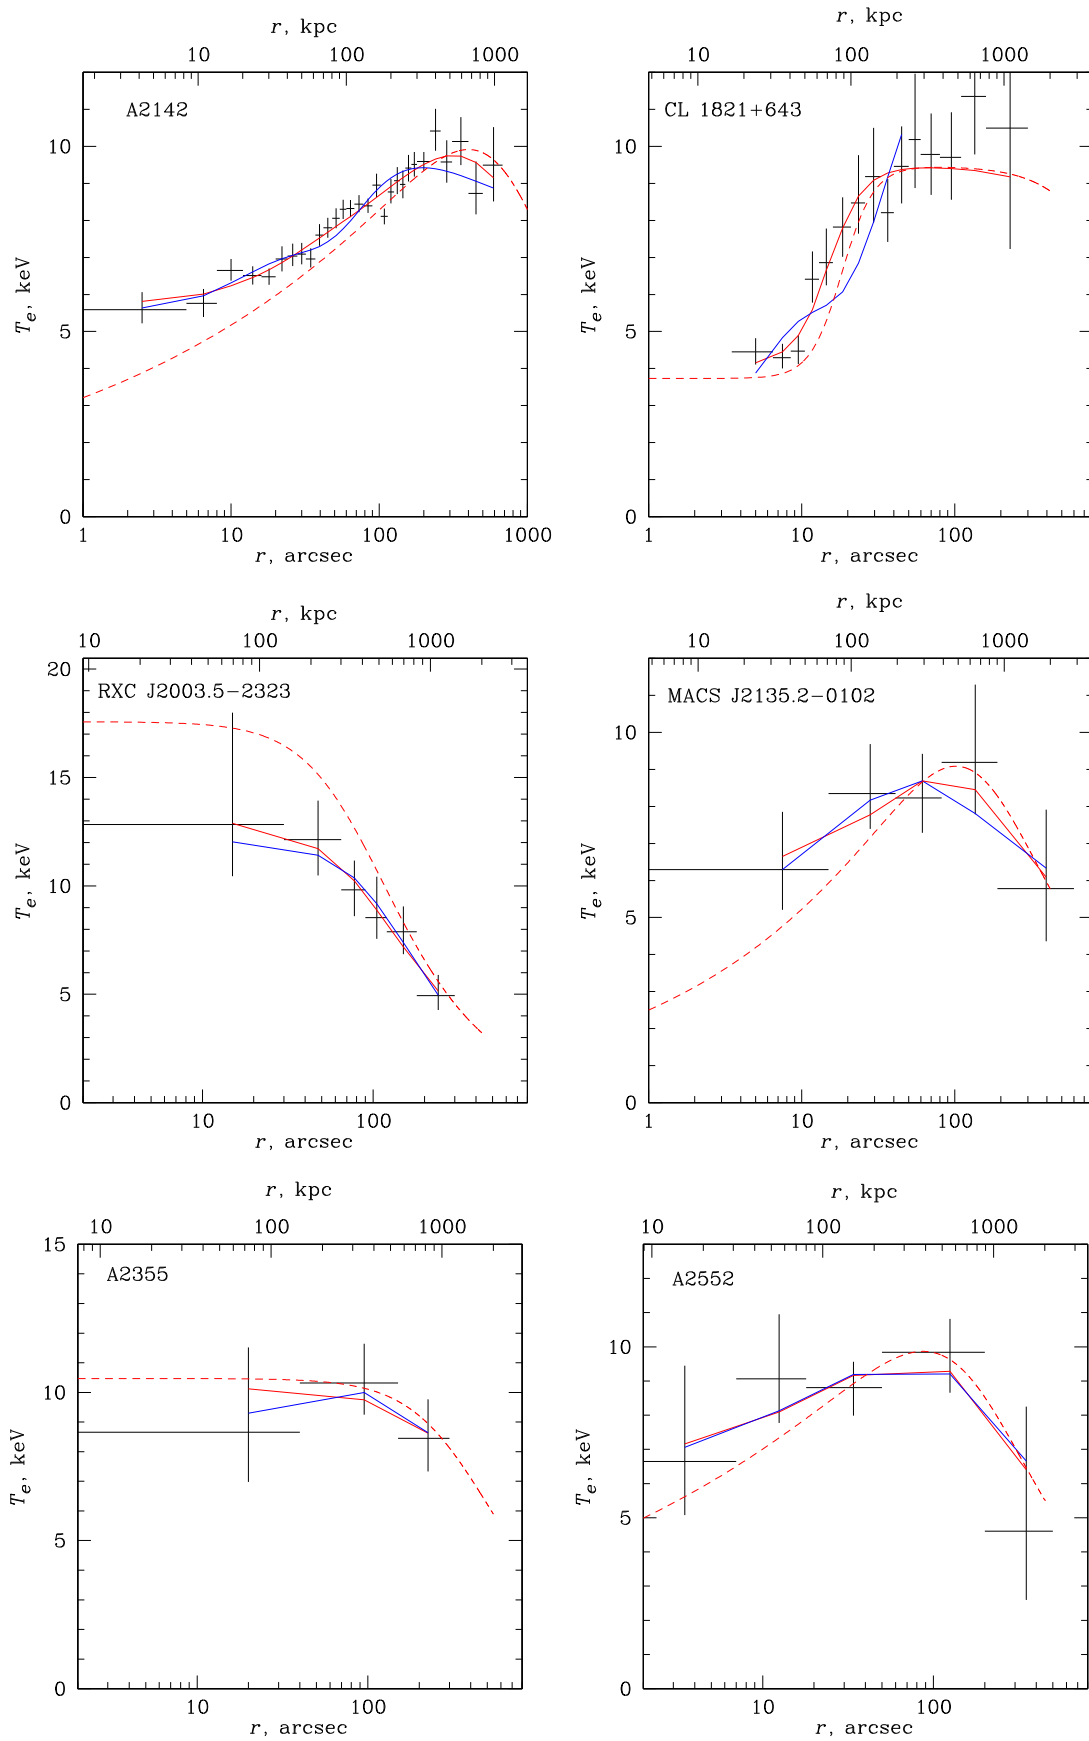 r, kpc
10 100 1000
A2142
10
5
0
T_e, keV
1 10 100 1000
r, arcsec
r, kpc
10 100 1000
CL 1821+643
10
5
0
T_e, keV
1 10 100
r, arcsec
r, kpc
10 100 1000
RXC J2003.5−2323
20
15
10
5
0
T_e, keV
10 100
r, arcsec
r, kpc
10 100 1000
MACS J2135.2−0102
10
5
0
T_e, keV
1 10 100
r, arcsec
r, kpc
10 100 1000
A2355
15
10
5
0
T_e, keV
10 100
r, arcsec
r, kpc
10 100 1000
A2552
10
5
0
T_e, keV
10 100
r, arcsec